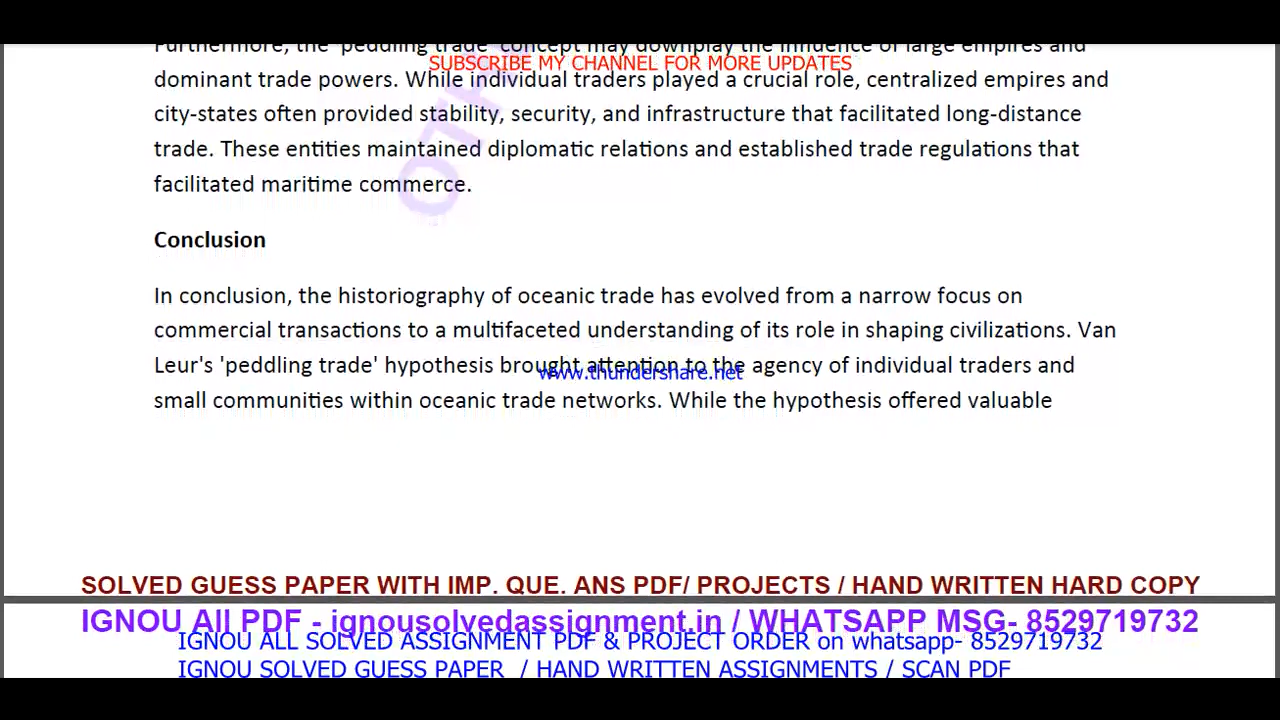 Furthermore, the 'peddling trade' concept may downplay the influence of large empires and
SUBSCRIBE MY CHANNEL FOR MORE UPDATES
dominant trade powers. While individual traders played a crucial role, centralized empires and
city-states often provided stability, security, and infrastructure that facilitated long-distance
trade. These entities maintained diplomatic relations and established trade regulations that
facilitated maritime commerce.
Conclusion
In conclusion, the historiography of oceanic trade has evolved from a narrow focus on
commercial transactions to a multifaceted understanding of its role in shaping civilizations. Van
Leur's 'peddling trade' hypothesis brought attention to the agency of individual traders and
www.thundershare.net
small communities within oceanic trade networks. While the hypothesis offered valuable
SOLVED GUESS PAPER WITH IMP. QUE. ANS PDF/ PROJECTS / HAND WRITTEN HARD COPY
IGNOU All PDF - ignousolvedassignment.in / WHATSAPP MSG- 8529719732
IGNOU ALL SOLVED ASSIGNMENT PDF & PROJECT ORDER on whatsapp- 8529719732
IGNOU SOLVED GUESS PAPER / HAND WRITTEN ASSIGNMENTS / SCAN PDF